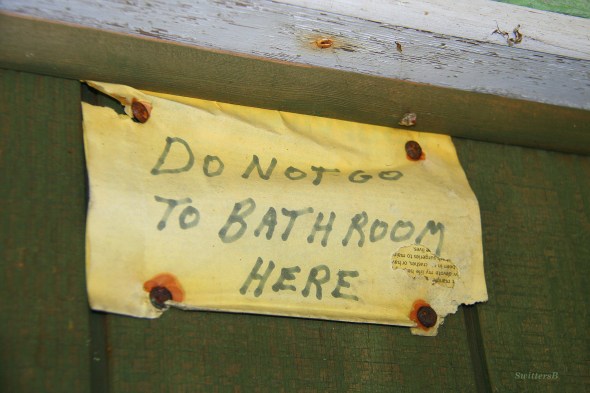 DO NOT GO
TO BATHROOM
HERE
SwittersB